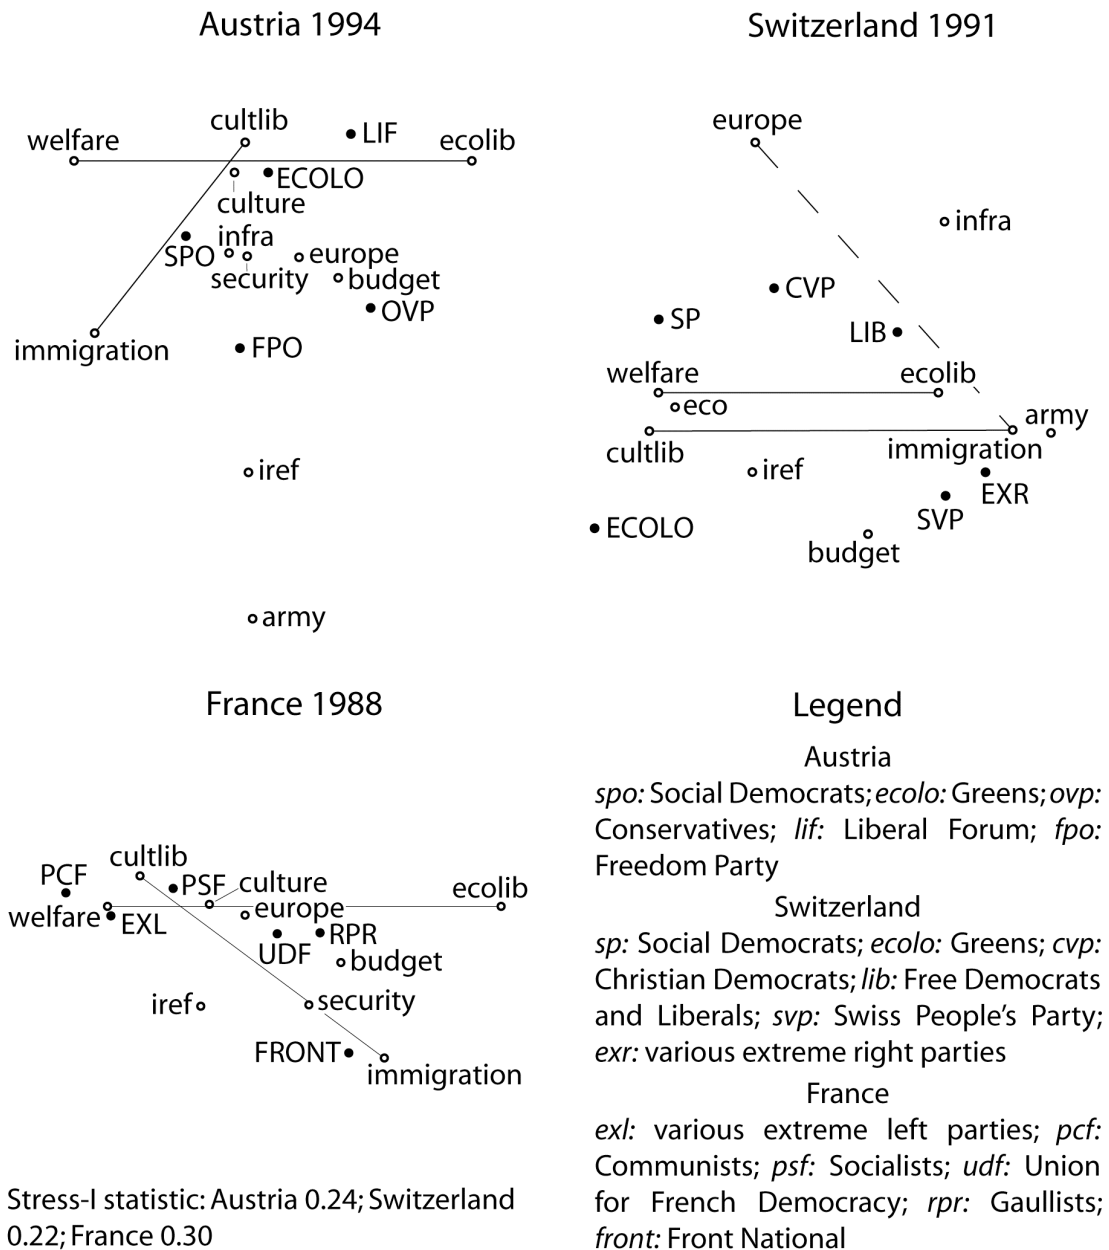 Austria 1994
cultlib
LIF
welfare
ecolib
ECOLO
culture
infra
SPO
europe
security
budget
OVP
immigration
FPO
iref
army
Switzerland 1991
europe
infra
CVP
SP
LIB
welfare
ecolib
eco
army
cultlib
immigration
iref
EXR
SVP
ECOLO
budget
France 1988
cultlib
PCF
PSF
culture
ecolib
welfare
EXL
europe
UDF
RPR
budget
iref
security
FRONT
immigration
Stress-I statistic: Austria 0.24; Switzerland
0.22; France 0.30
Legend
Austria
spo: Social Democrats; ecolo: Greens; ovp:
Conservatives; lif: Liberal Forum; fpo:
Freedom Party
Switzerland
sp: Social Democrats; ecolo: Greens; cvp:
Christian Democrats; lib: Free Democrats
and Liberals; svp: Swiss People's Party;
exr: various extreme right parties
France
exl: various extreme left parties; pcf:
Communists; psf: Socialists; udf: Union
for French Democracy; rpr: Gaullists;
front: Front National